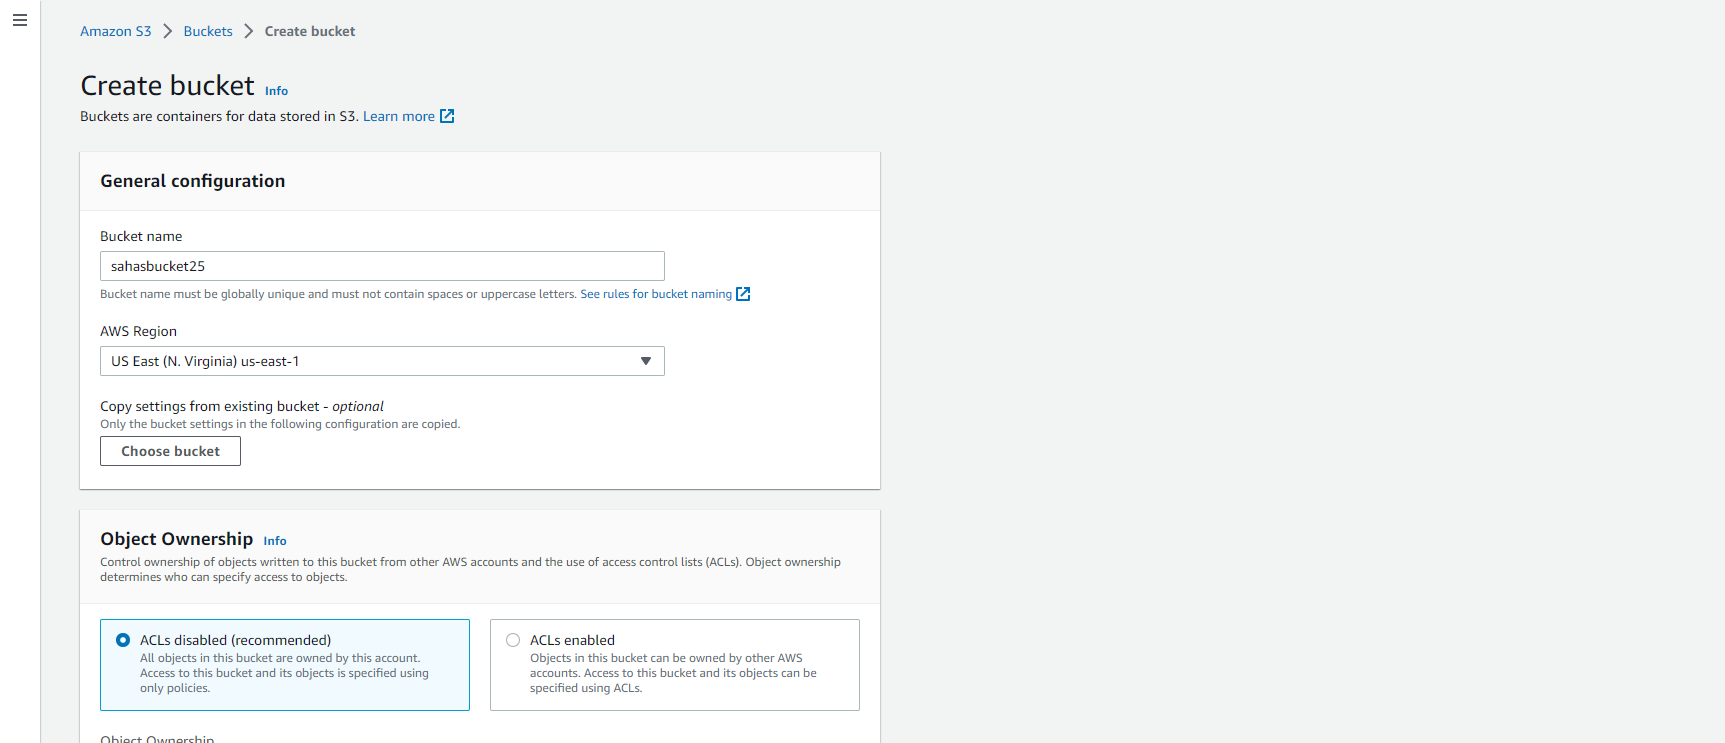 Amazon S3 > Buckets > Create bucket
Create bucket Info
Buckets are containers for data stored in S3. Learn more
General configuration
Bucket name
sahasbucket25
Bucket name must be globally unique and must not contain spaces or uppercase letters. See rules for bucket naming
AWS Region
US East (N. Virginia) us-east-1
Copy settings from existing bucket - optional
Only the bucket settings in the following configuration are copied.
Choose bucket
Object Ownership Info
Control ownership of objects written to this bucket from other AWS accounts and the use of access control lists (ACLs). Object ownership
determines who can specify access to objects.
ACLs disabled (recommended)
All objects in this bucket are owned by this account.
Access to this bucket and its objects is specified using
only policies.
ACLs enabled
Objects in this bucket can be owned by other AWS
accounts. Access to this bucket and its objects can be
specified using ACLs.
Object Ownership